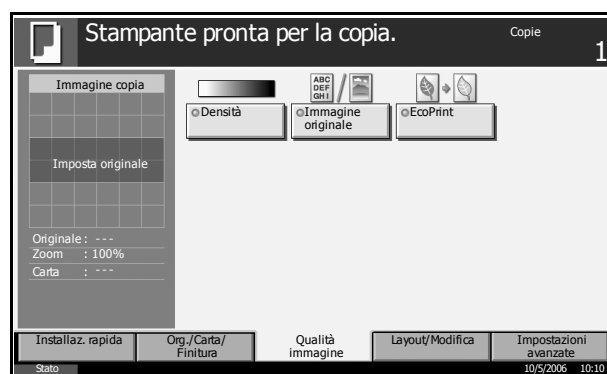 Stampante pronta per la copia.
Copie
1
Immagine copia
Imposta originale
Originale : ---
Zoom : 100%
Carta : ---
ABC
DEF
GHI
Densità
Immagine
originale
EcoPrint
Installaz. rapida
Org./Carta/
Finitura
Qualità
immagine
Layout/Modifica
Impostazioni
avanzate
Stato
10/5/2006 10:10